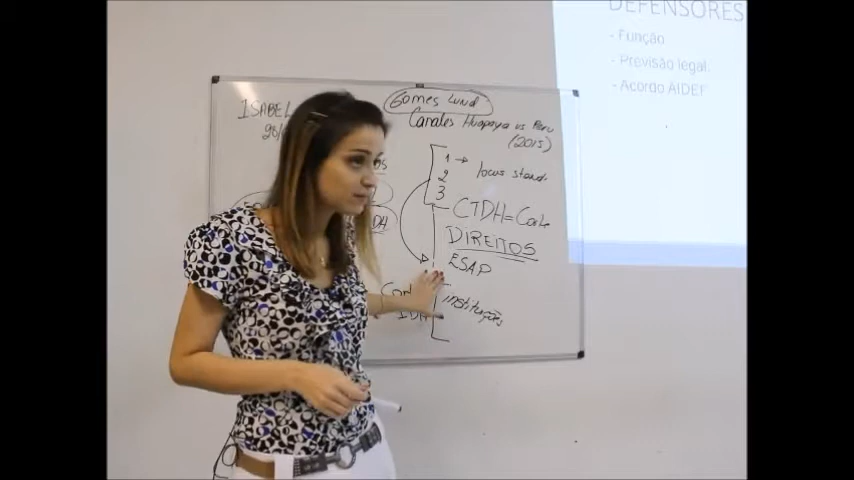 DEFENSORES
- Função
- Previsão legal.
- Acordo AIDEF
ISABEL
Gomes Lund
Canales Huapaya vs Peru
(2015)
1 → locus standi
2
3
CTDH = Corte
DIREITOS
ESAP
instituições